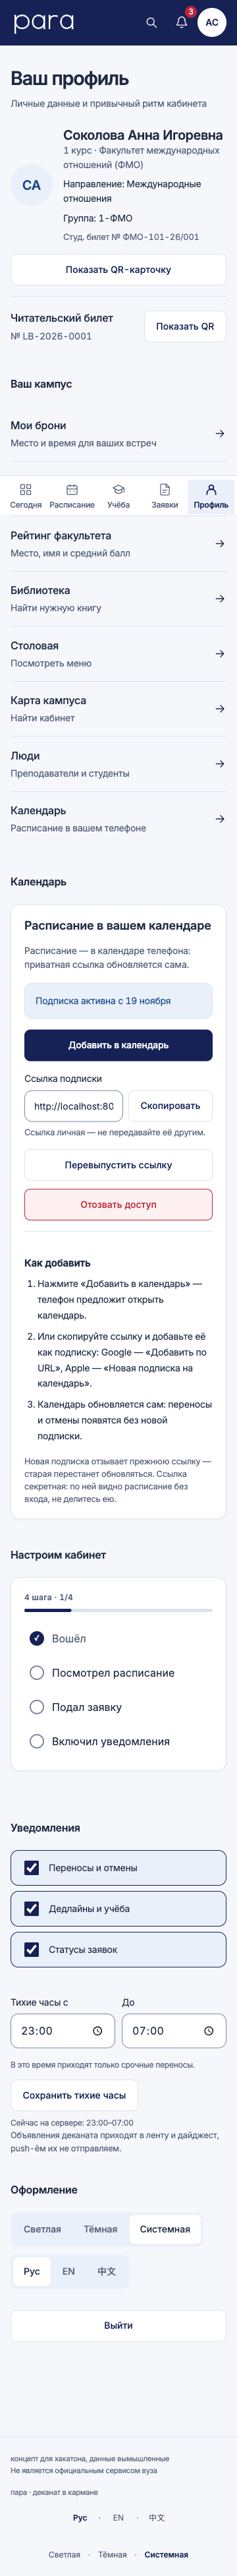 para
3
АС
Ваш профиль
Личные данные и привычный ритм кабинета
СА
Соколова Анна Игоревна
1 курс · Факультет международных
отношений (ФМО)
Направление: Международные
отношения
Группа: 1-ФМО
Студ. билет № ФМО-101-26/001
Показать QR-карточку
Читательский билет
№ LB-2026-0001
Показать QR
Ваш кампус
Мои брони
Место и время для ваших встреч
Сегодня
Расписание
Учёба
Заявки
Профиль
Рейтинг факультета
Место, имя и средний балл
Библиотека
Найти нужную книгу
Столовая
Посмотреть меню
Карта кампуса
Найти кабинет
Люди
Преподаватели и студенты
Календарь
Расписание в вашем телефоне
Календарь
Расписание в вашем календаре
Расписание — в календаре телефона:
приватная ссылка обновляется сама.
Подписка активна с 19 ноября
Добавить в календарь
Ссылка подписки
http://localhost:80
Скопировать
Ссылка личная — не передавайте её другим.
Перевыпустить ссылку
Отозвать доступ
Как добавить
1. Нажмите «Добавить в календарь» —
телефон предложит открыть
календарь.
2. Или скопируйте ссылку и добавьте её
как подписку: Google — «Добавить по
URL», Apple — «Новая подписка на
календарь».
3. Календарь обновляется сам: переносы
и отмены появятся без новой
подписки.
Новая подписка отзывает прежнюю ссылку —
старая перестанет обновляться. Ссылка
секретная: по ней видно расписание без
входа, не делитесь ею.
Настроим кабинет
4 шага · 1/4
Вошёл
Посмотрел расписание
Подал заявку
Включил уведомления
Уведомления
Переносы и отмены
Дедлайны и учёба
Статусы заявок
Тихие часы с
До
23:00
07:00
В это время приходят только срочные переносы.
Сохранить тихие часы
Сейчас на сервере: 23:00–07:00
Объявления деканата приходят в ленту и дайджест,
push-ем их не отправляем.
Оформление
Светлая
Тёмная
Системная
Рус
EN
中文
Выйти
концепт для хакатона, данные вымышленные
Не является официальным сервисом вуза
пара · деканат в кармане
Рус · EN · 中文
Светлая · Тёмная · Системная